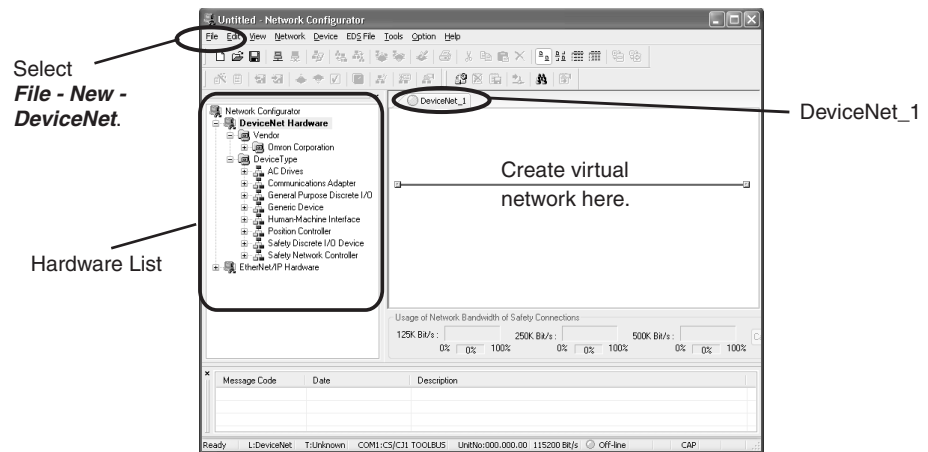 Untitled - Network Configurator
File Edit View Network Device EDS File Tools Option Help
Select
File - New -
DeviceNet.
DeviceNet_1
DeviceNet_1
Network Configurator
DeviceNet Hardware
Vendor
Omron Corporation
DeviceType
AC Drives
Communications Adapter
General Purpose Discrete I/O
Generic Device
Human-Machine Interface
Position Controller
Safety Discrete I/O Device
Safety Network Controller
EtherNet/IP Hardware
Create virtual
network here.
Hardware List
Usage of Network Bandwidth of Safety Connections
125K Bit/s : 250K Bit/s : 500K Bit/s :
0% 0% 100% 0% 0% 100% 0% 0% 100%
Message Code Date Description
Ready L:DeviceNet T:Unknown COM1:CS/CJ1 TOOLBUS UnitNo:000.000.00 115200 Bit/s Off-line CAP